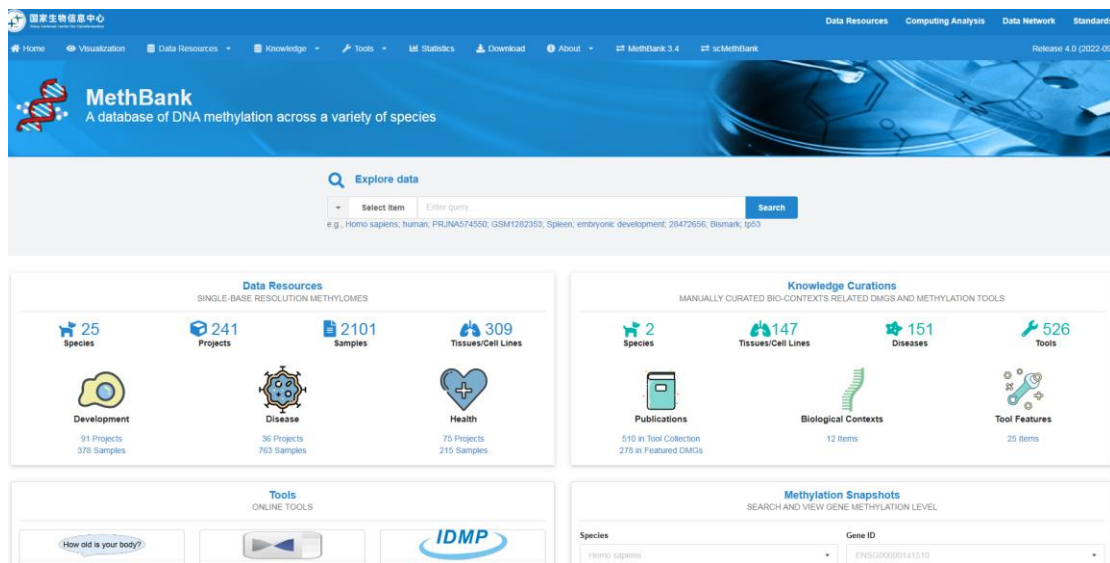 国家生物信息中心
Data Resources Computing Analysis Data Network Standards
Home Visualization Data Resources Knowledge Tools Statistics Download About MethBank 3.4 scMethBank Release 4.0 (2022-09
MethBank
A database of DNA methylation across a variety of species
Explore data
Select Item Enter query... Search
e.g., Homo sapiens; human; PRJNA574550; GSM1282353; Spleen; embryonic development; 28472656; Bismark; tp53
Data Resources
SINGLE-BASE RESOLUTION METHYLOMES
25 241 2101 309
Species Projects Samples Tissues/Cell Lines
Development Disease Health
91 Projects 36 Projects 75 Projects
378 Samples 763 Samples 215 Samples
Knowledge Curations
MANUALLY CURATED BIO-CONTEXTS RELATED DMGS AND METHYLATION TOOLS
2 147 151 526
Species Tissues/Cell Lines Diseases Tools
Publications Biological Contexts Tool Features
510 in Tool Collection 12 Items 25 Items
278 in Featured DMGs
Tools
ONLINE TOOLS
How old is your body?
IDMP
Methylation Snapshots
SEARCH AND VIEW GENE METHYLATION LEVEL
Species Gene ID
Homo sapiens ENSG00000141510